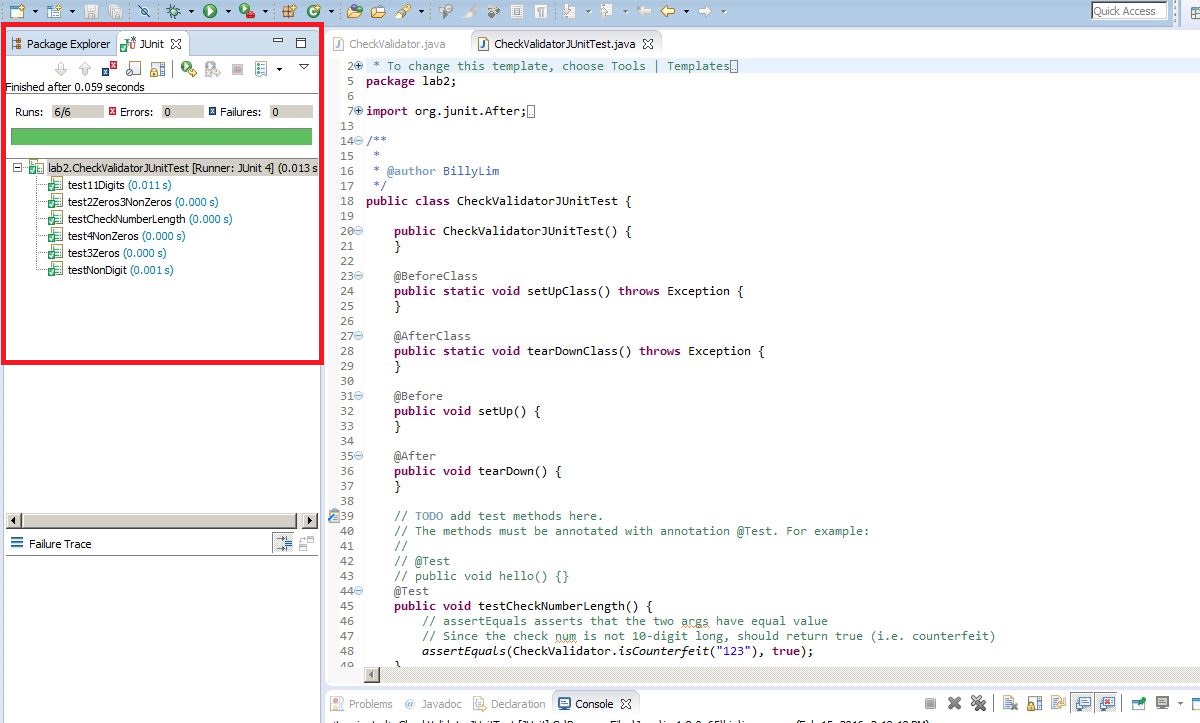 Quick Access
Package Explorer
JUnit
Finished after 0.059 seconds
Runs: 6/6 Errors: 0 Failures: 0
lab2.CheckValidatorJUnitTest [Runner: JUnit 4] (0.013 s
test11Digits (0.011 s)
test2Zeros3NonZeros (0.000 s)
testCheckNumberLength (0.000 s)
test4NonZeros (0.000 s)
test3Zeros (0.000 s)
testNonDigit (0.001 s)
Failure Trace
CheckValidator.java
CheckValidatorJUnitTest.java
2 * To change this template, choose Tools | Templates
5 package lab2;
6
7 import org.junit.After;
13
14 /**
15 *
16 * @author BillyLim
17 */
18 public class CheckValidatorJUnitTest {
19
20 public CheckValidatorJUnitTest() {
21 }
22
23 @BeforeClass
24 public static void setUpClass() throws Exception {
25 }
26
27 @AfterClass
28 public static void tearDownClass() throws Exception {
29 }
30
31 @Before
32 public void setUp() {
33 }
34
35 @After
36 public void tearDown() {
37 }
38
39 // TODO add test methods here.
40 // The methods must be annotated with annotation @Test. For example:
41 //
42 // @Test
43 // public void hello() {}
44 @Test
45 public void testCheckNumberLength() {
46 // assertEquals asserts that the two args have equal value
47 // Since the check num is not 10-digit long, should return true (i.e. counterfeit)
48 assertEquals(CheckValidator.isCounterfeit("123"), true);
49 }
Problems
@ Javadoc
Declaration
Console